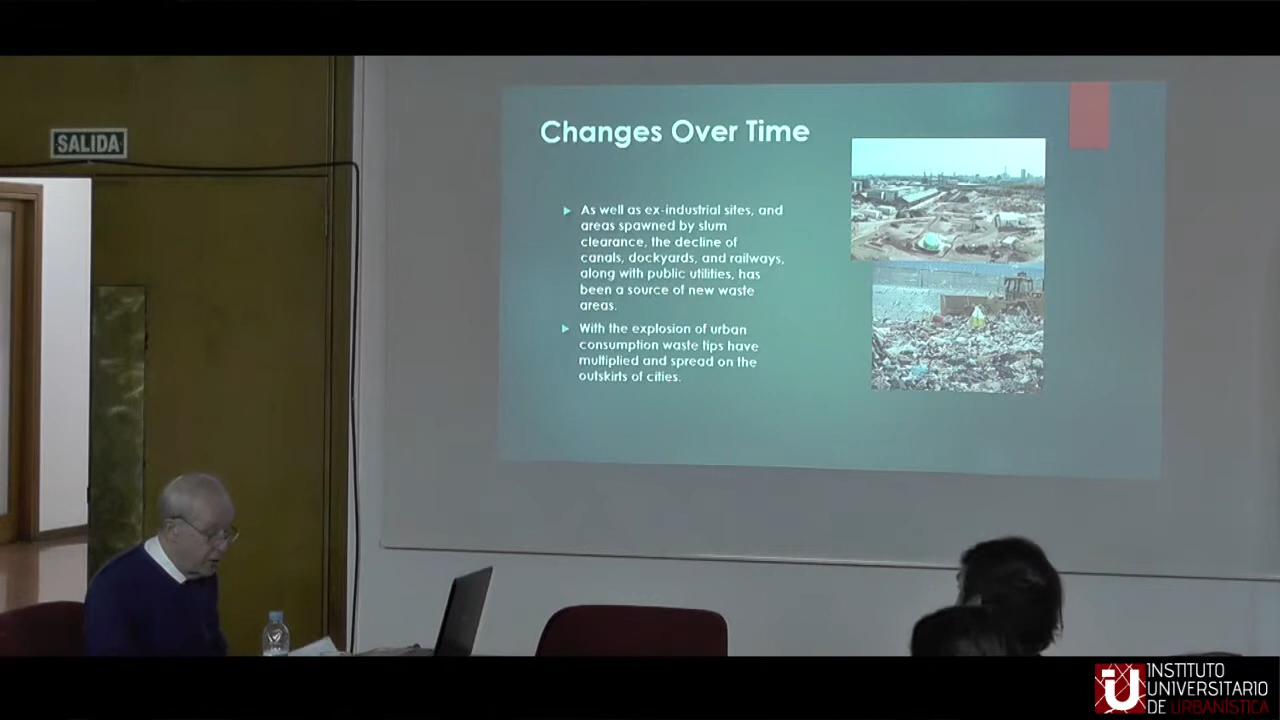 SALIDA
Changes Over Time
As well as ex-industrial sites, and
areas spawned by slum
clearance, the decline of
canals, dockyards, and railways,
along with public utilities, has
been a source of new waste
areas.
With the explosion of urban
consumption waste tips have
multiplied and spread on the
outskirts of cities.
iU INSTITUTO
UNIVERSITARIO
DE URBANÍSTICA